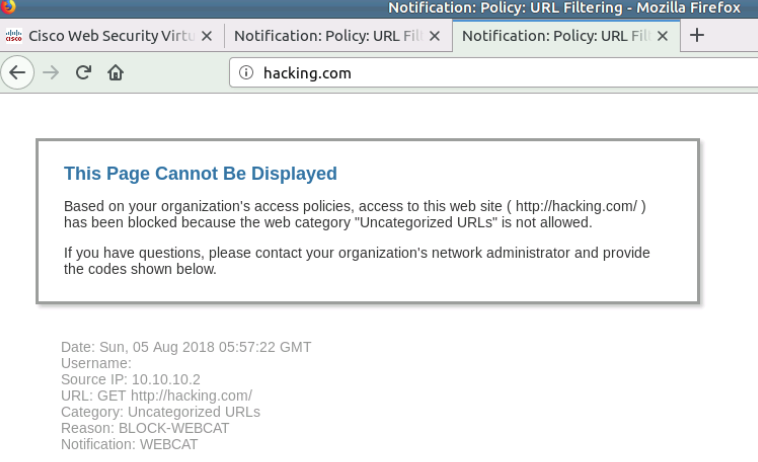 Notification: Policy: URL Filtering - Mozilla Firefox
Cisco Web Security Virtu Notification: Policy: URL Fil Notification: Policy: URL Fil
hacking.com
This Page Cannot Be Displayed
Based on your organization's access policies, access to this web site ( http://hacking.com/ )
has been blocked because the web category "Uncategorized URLs" is not allowed.
If you have questions, please contact your organization's network administrator and provide
the codes shown below.
Date: Sun, 05 Aug 2018 05:57:22 GMT
Username:
Source IP: 10.10.10.2
URL: GET http://hacking.com/
Category: Uncategorized URLs
Reason: BLOCK-WEBCAT
Notification: WEBCAT